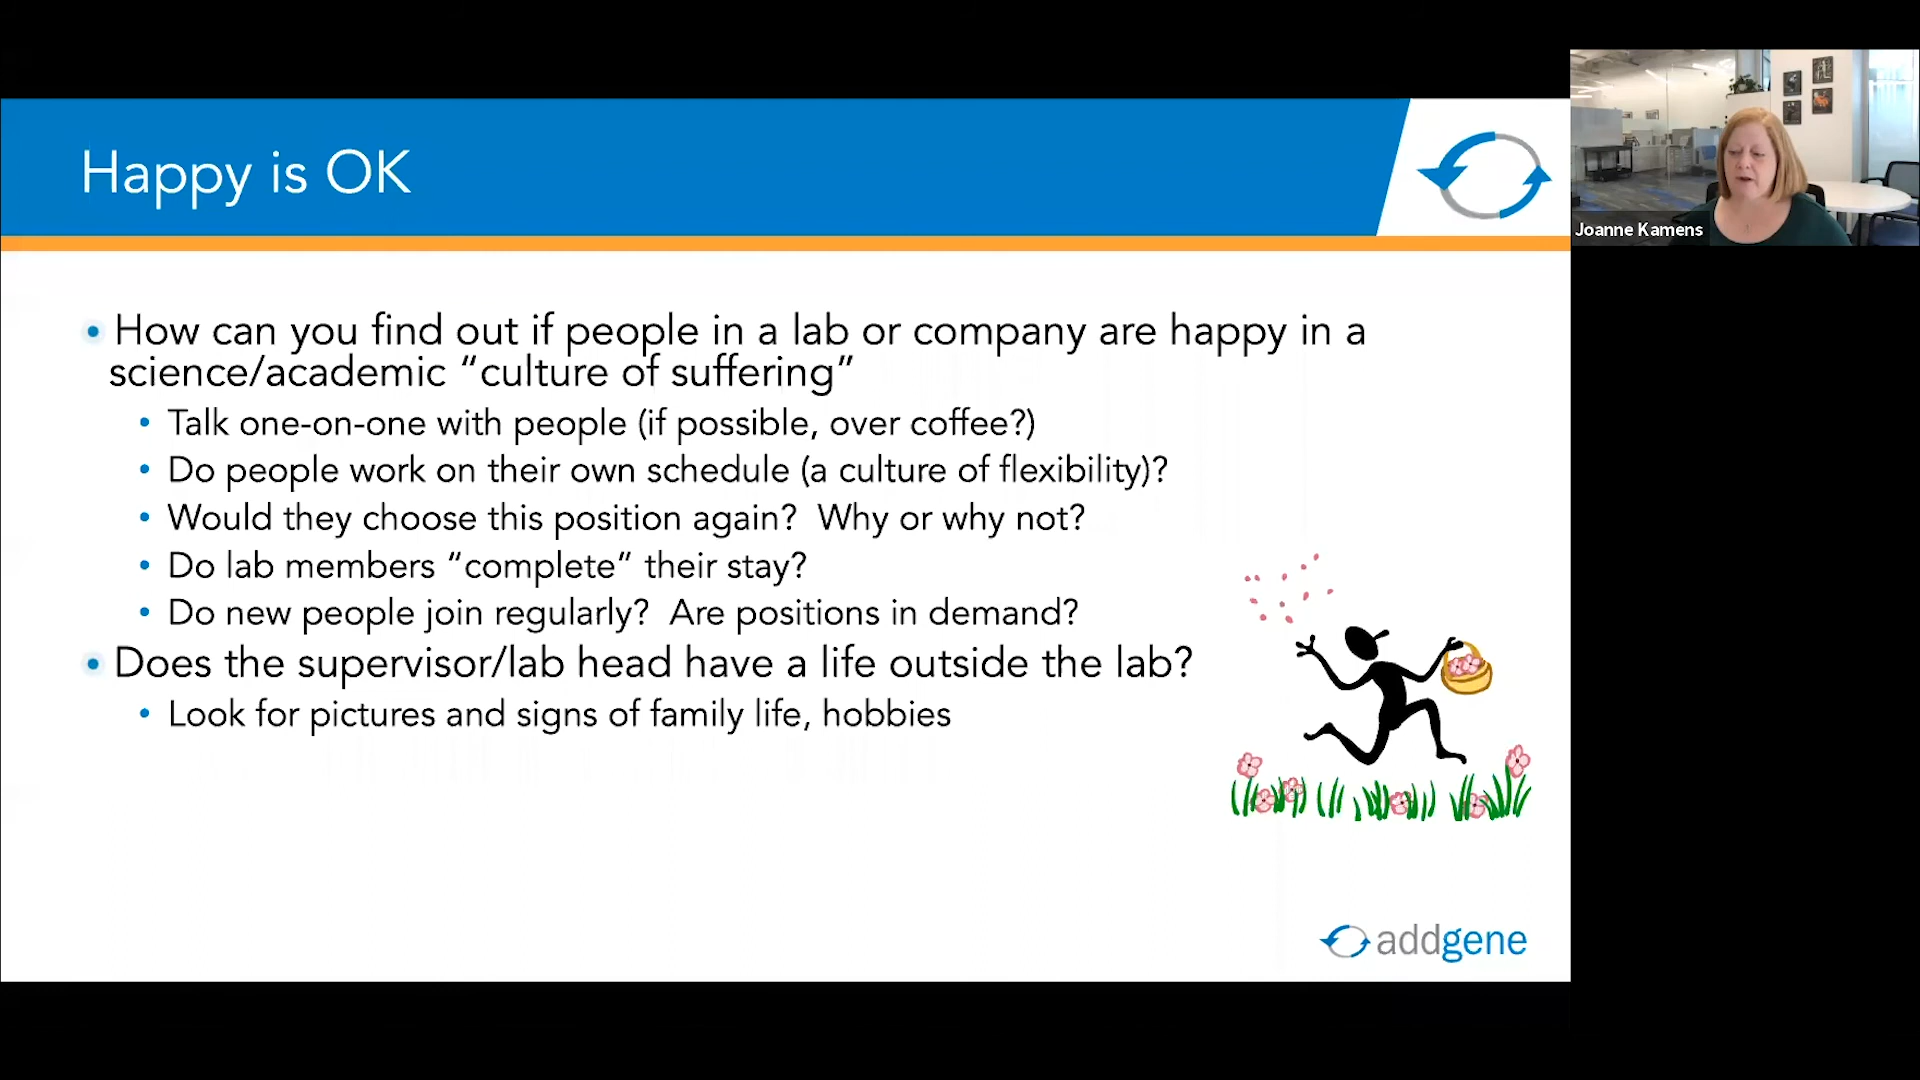 Happy is OK
Joanne Kamens
• How can you find out if people in a lab or company are happy in a
science/academic “culture of suffering”
• Talk one-on-one with people (if possible, over coffee?)
• Do people work on their own schedule (a culture of flexibility)?
• Would they choose this position again?  Why or why not?
• Do lab members “complete” their stay?
• Do new people join regularly?  Are positions in demand?
• Does the supervisor/lab head have a life outside the lab?
• Look for pictures and signs of family life, hobbies
addgene